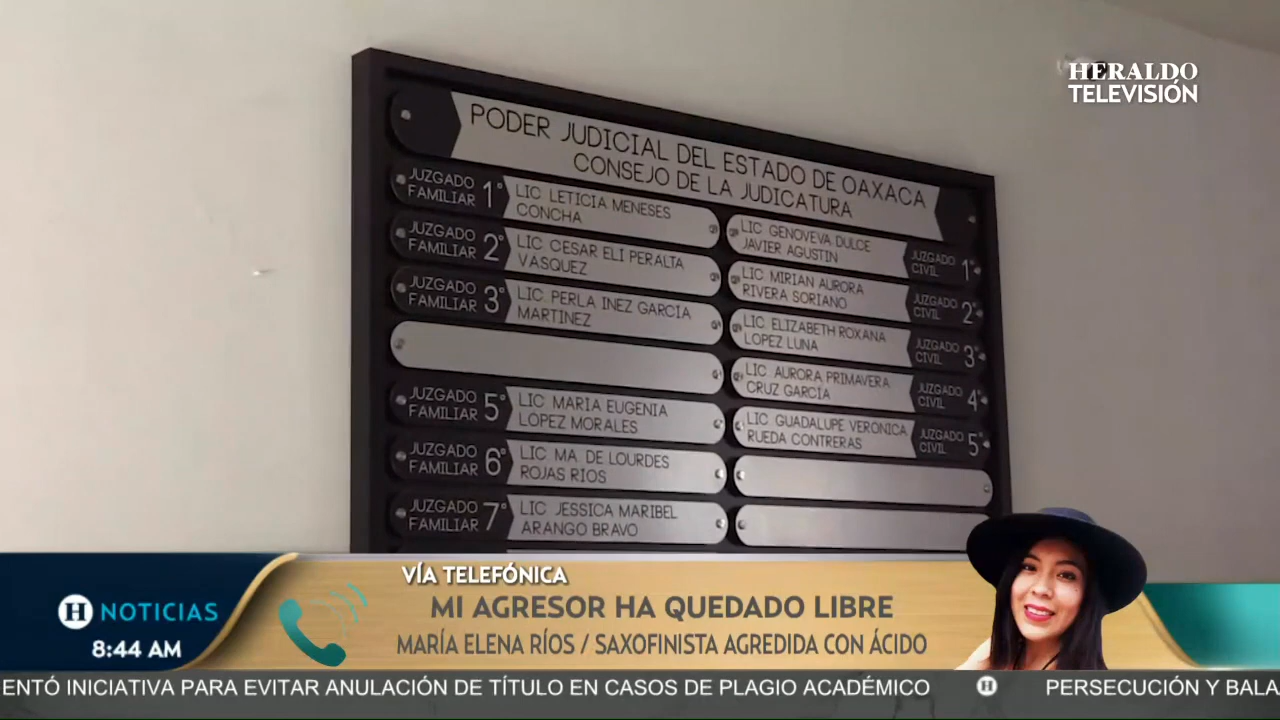 HERALDO
TELEVISIÓN
PODER JUDICIAL DEL ESTADO DE OAXACA
CONSEJO DE LA JUDICATURA
JUZGADO
FAMILIAR 1°
LIC. LETICIA MENESES
CONCHA
JUZGADO
FAMILIAR 2°
LIC. CESAR ELI PERALTA
VASQUEZ
JUZGADO
FAMILIAR 3°
LIC. PERLA INEZ GARCIA
MARTINEZ
JUZGADO
FAMILIAR 5°
LIC. MARIA EUGENIA
LÓPEZ MORALES
JUZGADO
FAMILIAR 6°
LIC. MA. DE LOURDES
ROJAS RIOS
JUZGADO
FAMILIAR 7°
LIC. JESSICA MARIBEL
ARANGO BRAVO
LIC. GENOVEVA DULCE
JAVIER AGUSTIN
JUZGADO
CIVIL 1°
LIC. MIRIAN AURORA
RIVERA SORIANO
JUZGADO
CIVIL 2°
LIC. ELIZABETH ROXANA
LOPEZ LUNA
JUZGADO
CIVIL 3°
LIC. AURORA PRIMAVERA
CRUZ GARCÍA
JUZGADO
CIVIL 4°
LIC. GUADALUPE VERONICA
RUEDA CONTRERAS
JUZGADO
CIVIL 5°
VÍA TELEFÓNICA
MI AGRESOR HA QUEDADO LIBRE
MARÍA ELENA RÍOS / SAXOFINISTA AGREDIDA CON ÁCIDO
H NOTICIAS
8:44 AM
ENTÓ INICIATIVA PARA EVITAR ANULACIÓN DE TÍTULO EN CASOS DE PLAGIO ACADÉMICO H PERSECUCIÓN Y BALA